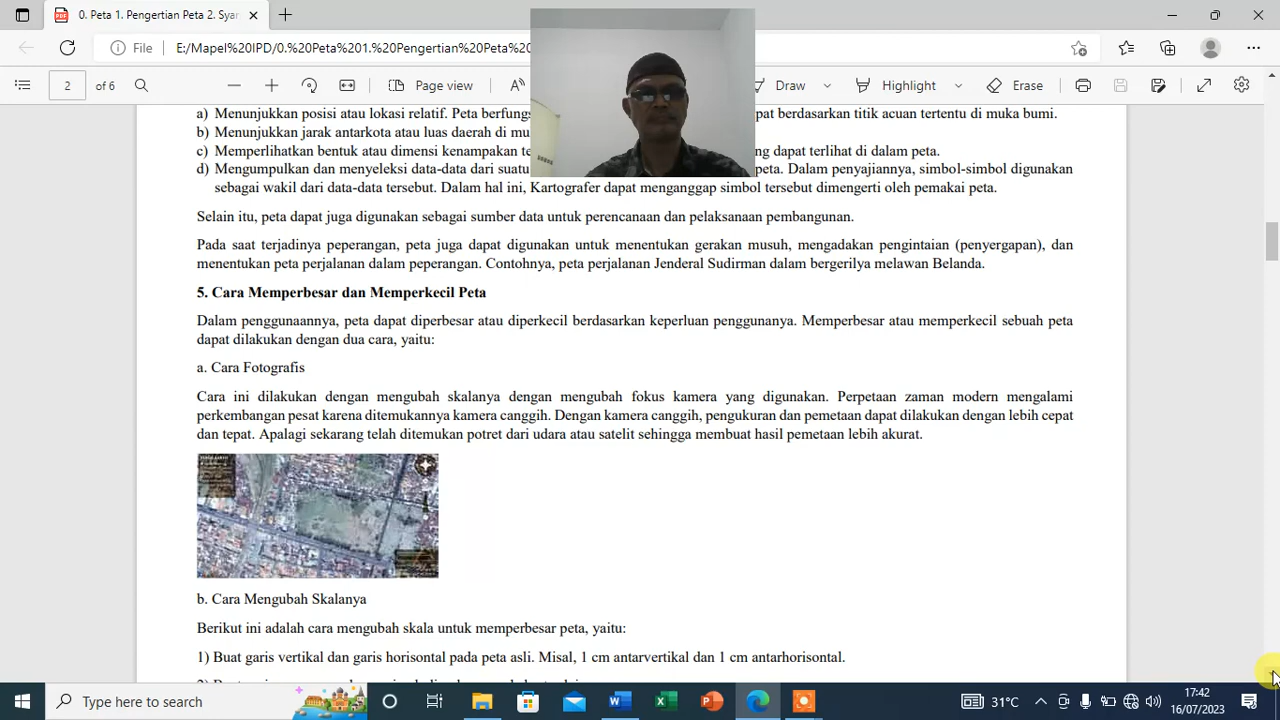 0. Peta 1. Pengertian Peta 2. Syar
File E:/Mapel%20IPD/0.%20Peta%201.%20Pengertian%20Peta%20
2 of 6 Page view Draw Highlight Erase
a) Menunjukkan posisi atau lokasi relatif. Peta berfungs pat berdasarkan titik acuan tertentu di muka bumi.
b) Menunjukkan jarak antarkota atau luas daerah di mu
c) Memperlihatkan bentuk atau dimensi kenampakan te ng dapat terlihat di dalam peta.
d) Mengumpulkan dan menyeleksi data-data dari suatu peta. Dalam penyajiannya, simbol-simbol digunakan
sebagai wakil dari data-data tersebut. Dalam hal ini, Kartografer dapat menganggap simbol tersebut dimengerti oleh pemakai peta.
Selain itu, peta dapat juga digunakan sebagai sumber data untuk perencanaan dan pelaksanaan pembangunan.
Pada saat terjadinya peperangan, peta juga dapat digunakan untuk menentukan gerakan musuh, mengadakan pengintaian (penyergapan), dan
menentukan peta perjalanan dalam peperangan. Contohnya, peta perjalanan Jenderal Sudirman dalam bergerilya melawan Belanda.
5. Cara Memperbesar dan Memperkecil Peta
Dalam penggunaannya, peta dapat diperbesar atau diperkecil berdasarkan keperluan penggunanya. Memperbesar atau memperkecil sebuah peta
dapat dilakukan dengan dua cara, yaitu:
a. Cara Fotografis
Cara ini dilakukan dengan mengubah skalanya dengan mengubah fokus kamera yang digunakan. Perpetaan zaman modern mengalami
perkembangan pesat karena ditemukannya kamera canggih. Dengan kamera canggih, pengukuran dan pemetaan dapat dilakukan dengan lebih cepat
dan tepat. Apalagi sekarang telah ditemukan potret dari udara atau satelit sehingga membuat hasil pemetaan lebih akurat.
b. Cara Mengubah Skalanya
Berikut ini adalah cara mengubah skala untuk memperbesar peta, yaitu:
1) Buat garis vertikal dan garis horisontal pada peta asli. Misal, 1 cm antarvertikal dan 1 cm antarhorisontal.
Type here to search 31°C 17:42
16/07/2023